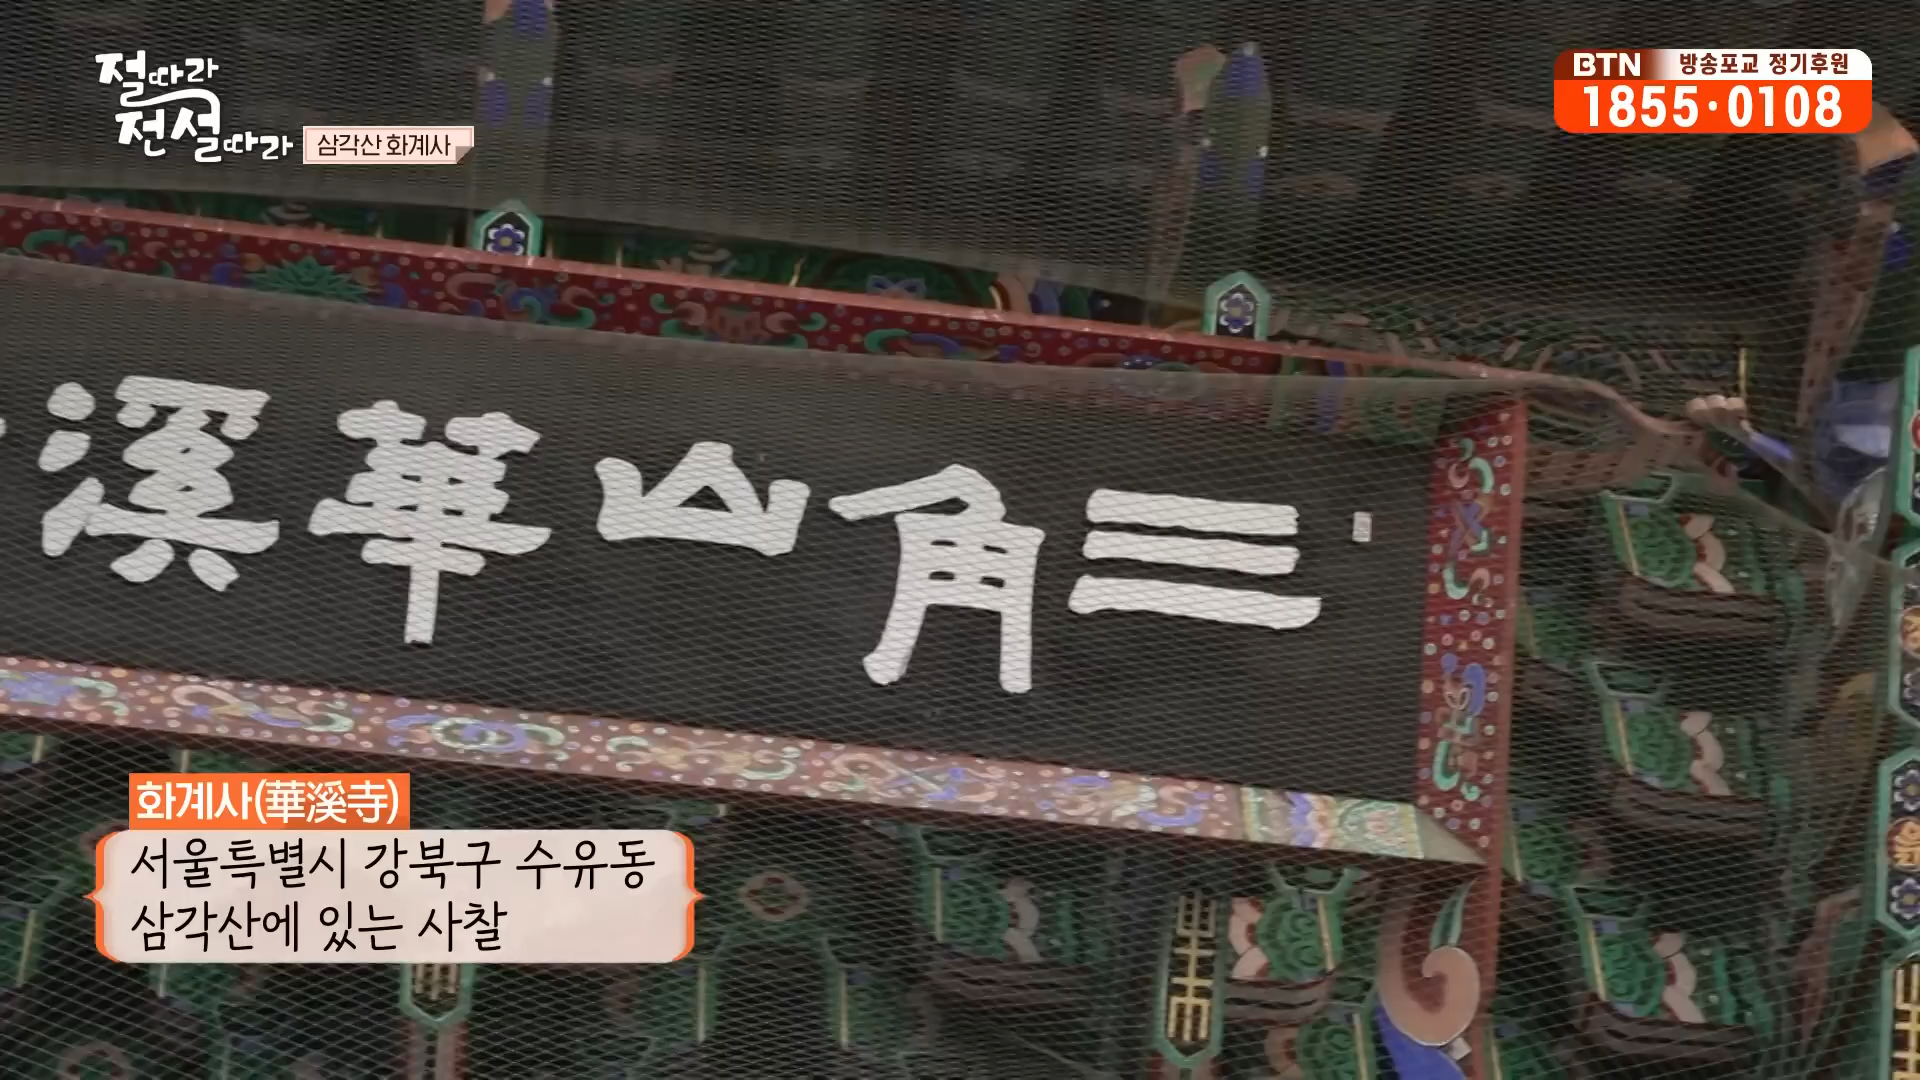 절따라
전설따라
삼각산 화계사
BTN 방송포교 정기후원
1855·0108
溪華山角三
화계사(華溪寺)
서울특별시 강북구 수유동
삼각산에 있는 사찰